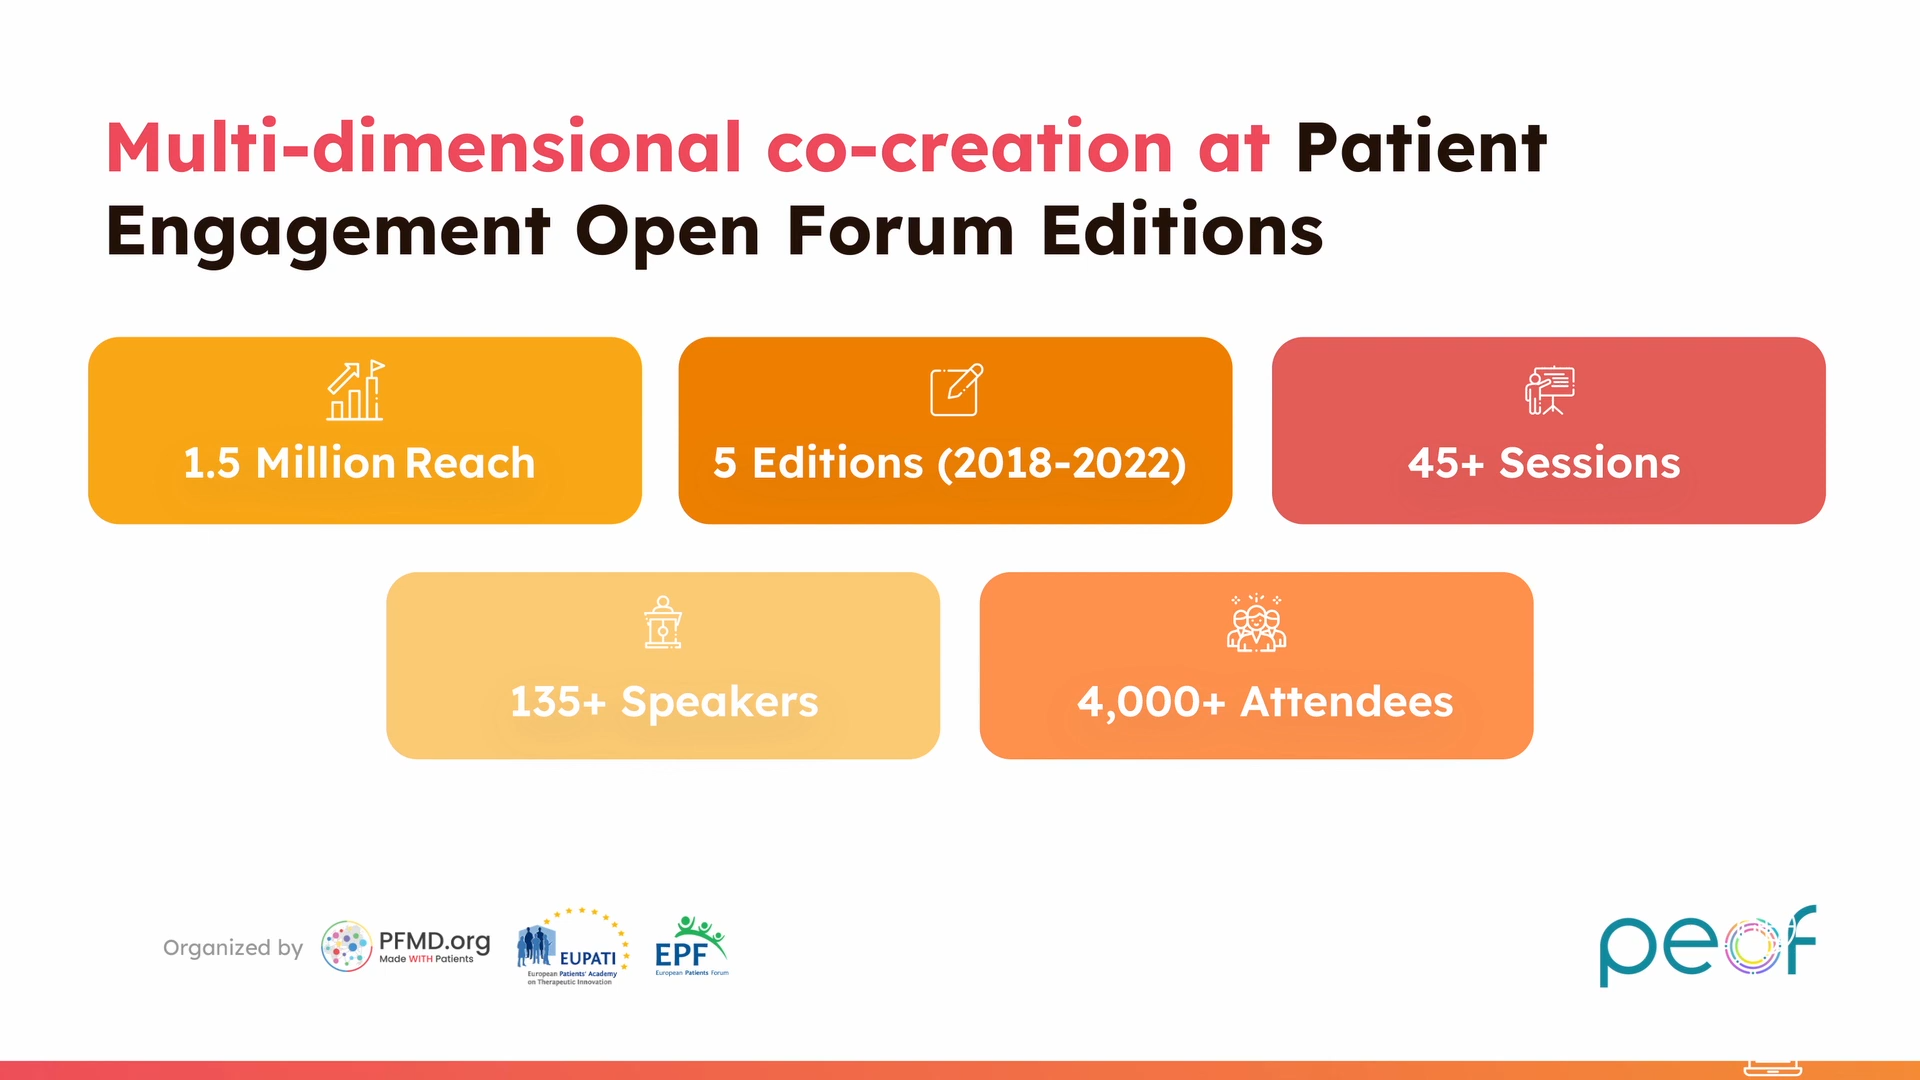 Multi-dimensional co-creation at Patient
Engagement Open Forum Editions
1.5 Million Reach
5 Editions (2018-2022)
45+ Sessions
135+ Speakers
4,000+ Attendees
Organized by
PFMD.org
Made WITH Patients
EUPATI
European Patients' Academy
on Therapeutic Innovation
EPF
European Patients Forum
peof